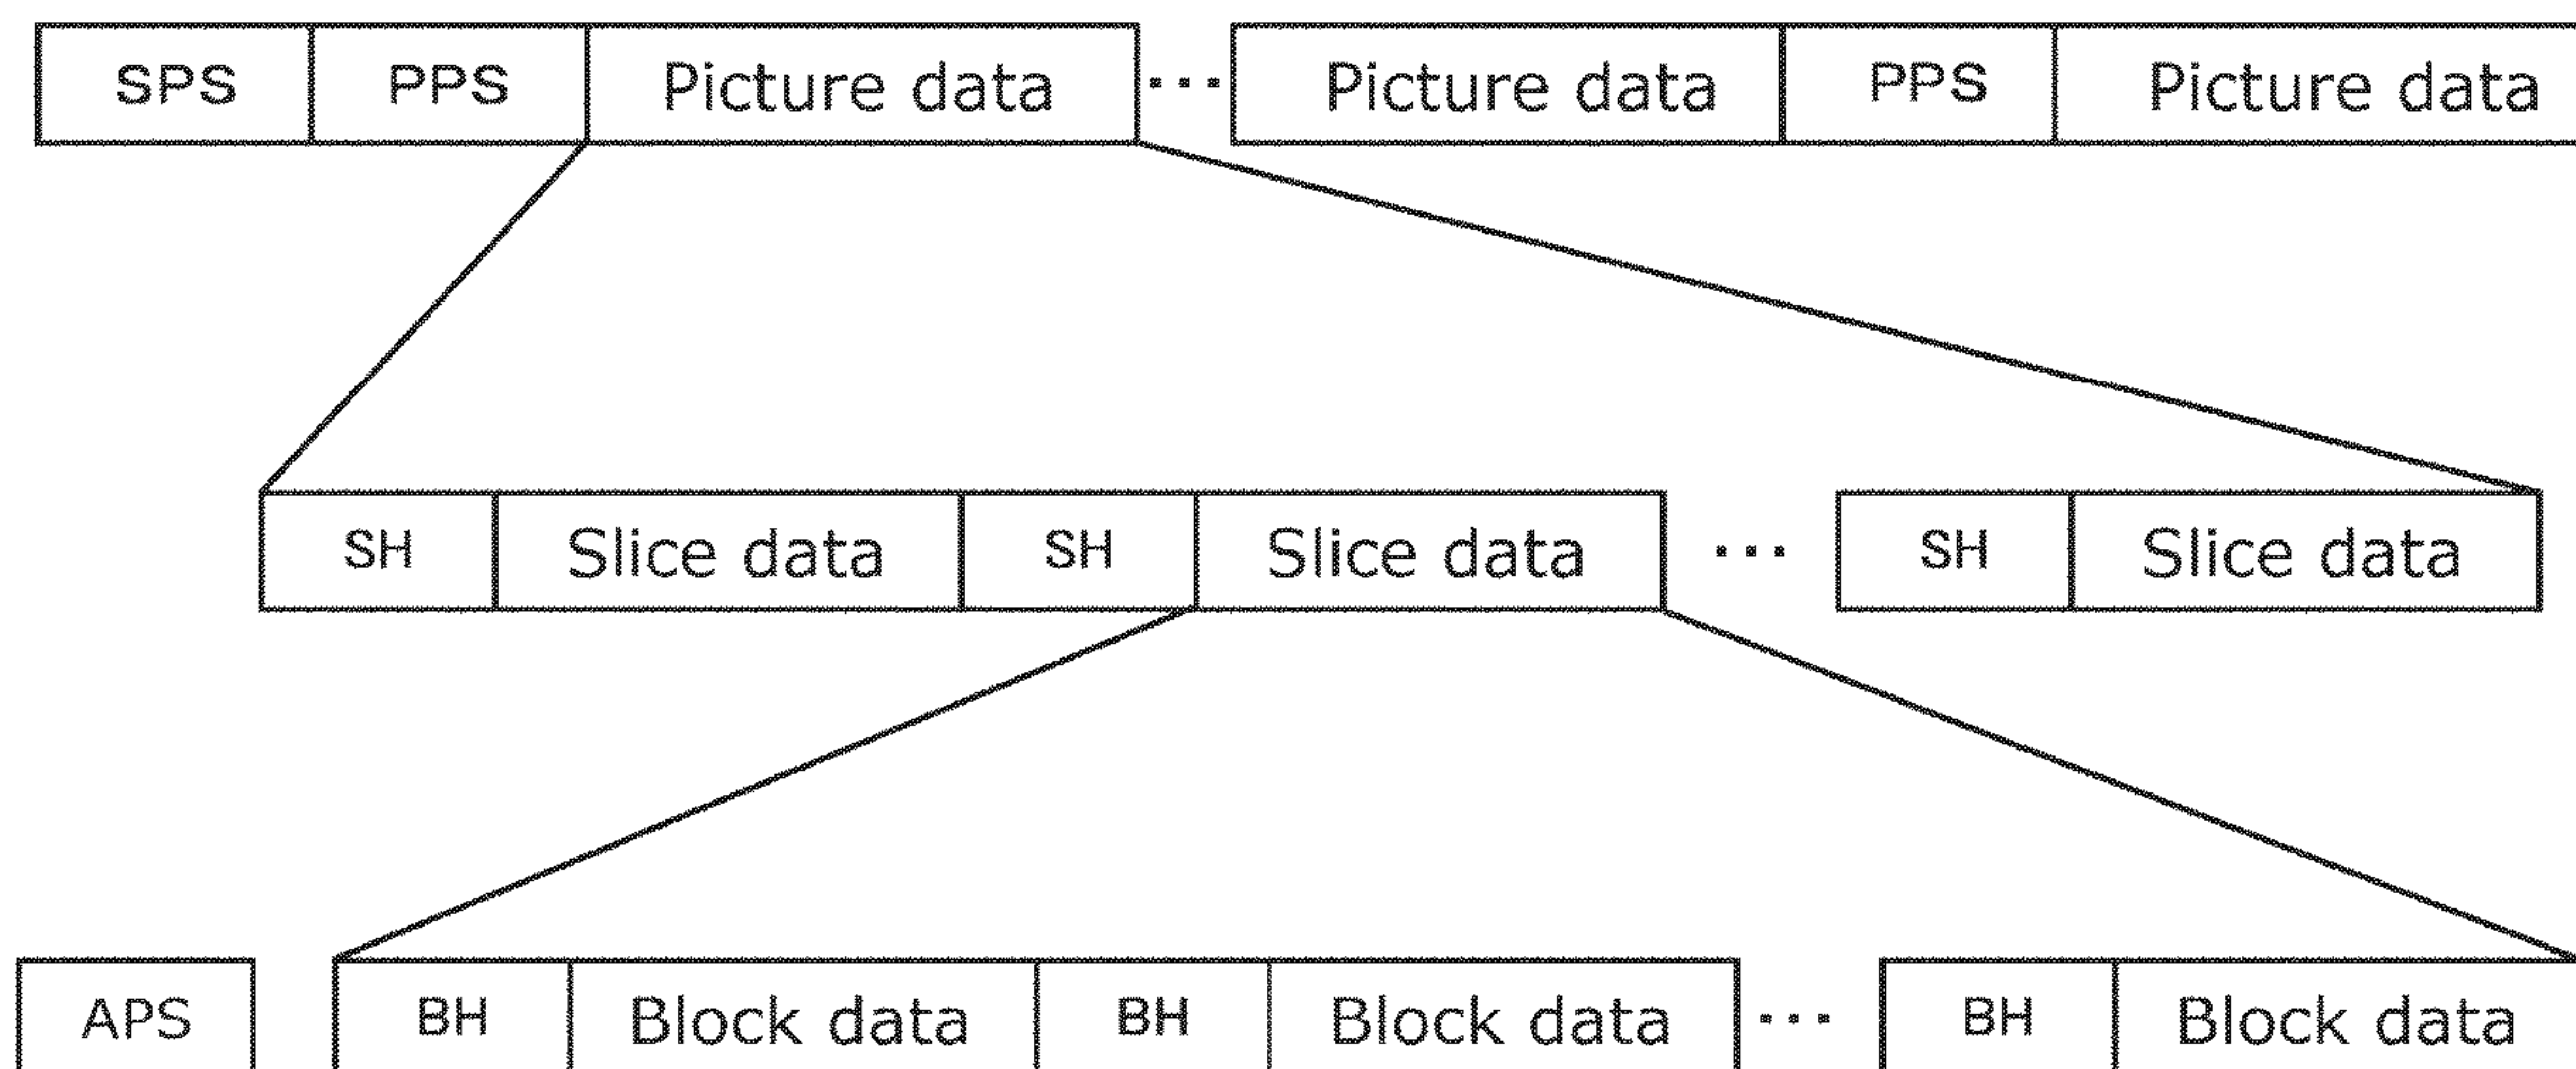 SPS PPS Picture data ... Picture data PPS Picture data
SH Slice data SH Slice data ... SH Slice data
APS BH Block data BH Block data ... BH Block data